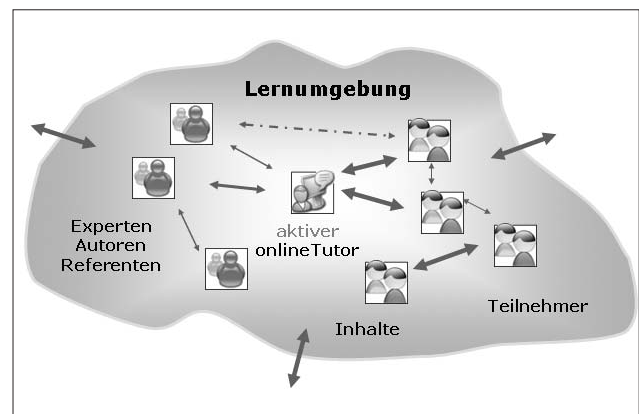 Lernumgebung
Experten
Autoren
Referenten
aktiver
onlineTutor
Inhalte
Teilnehmer